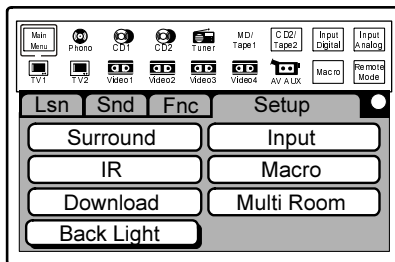 Main Menu Phono CD1 CD2 Tuner MD/ Tape1 CD2/ Tape2 Input Digital Input Analog
TV1 TV2 Video1 Video2 Video3 Video4 AV AUX Macro Remote Mode
Lsn Snd Fnc Setup
Surround Input
IR Macro
Download Multi Room
Back Light